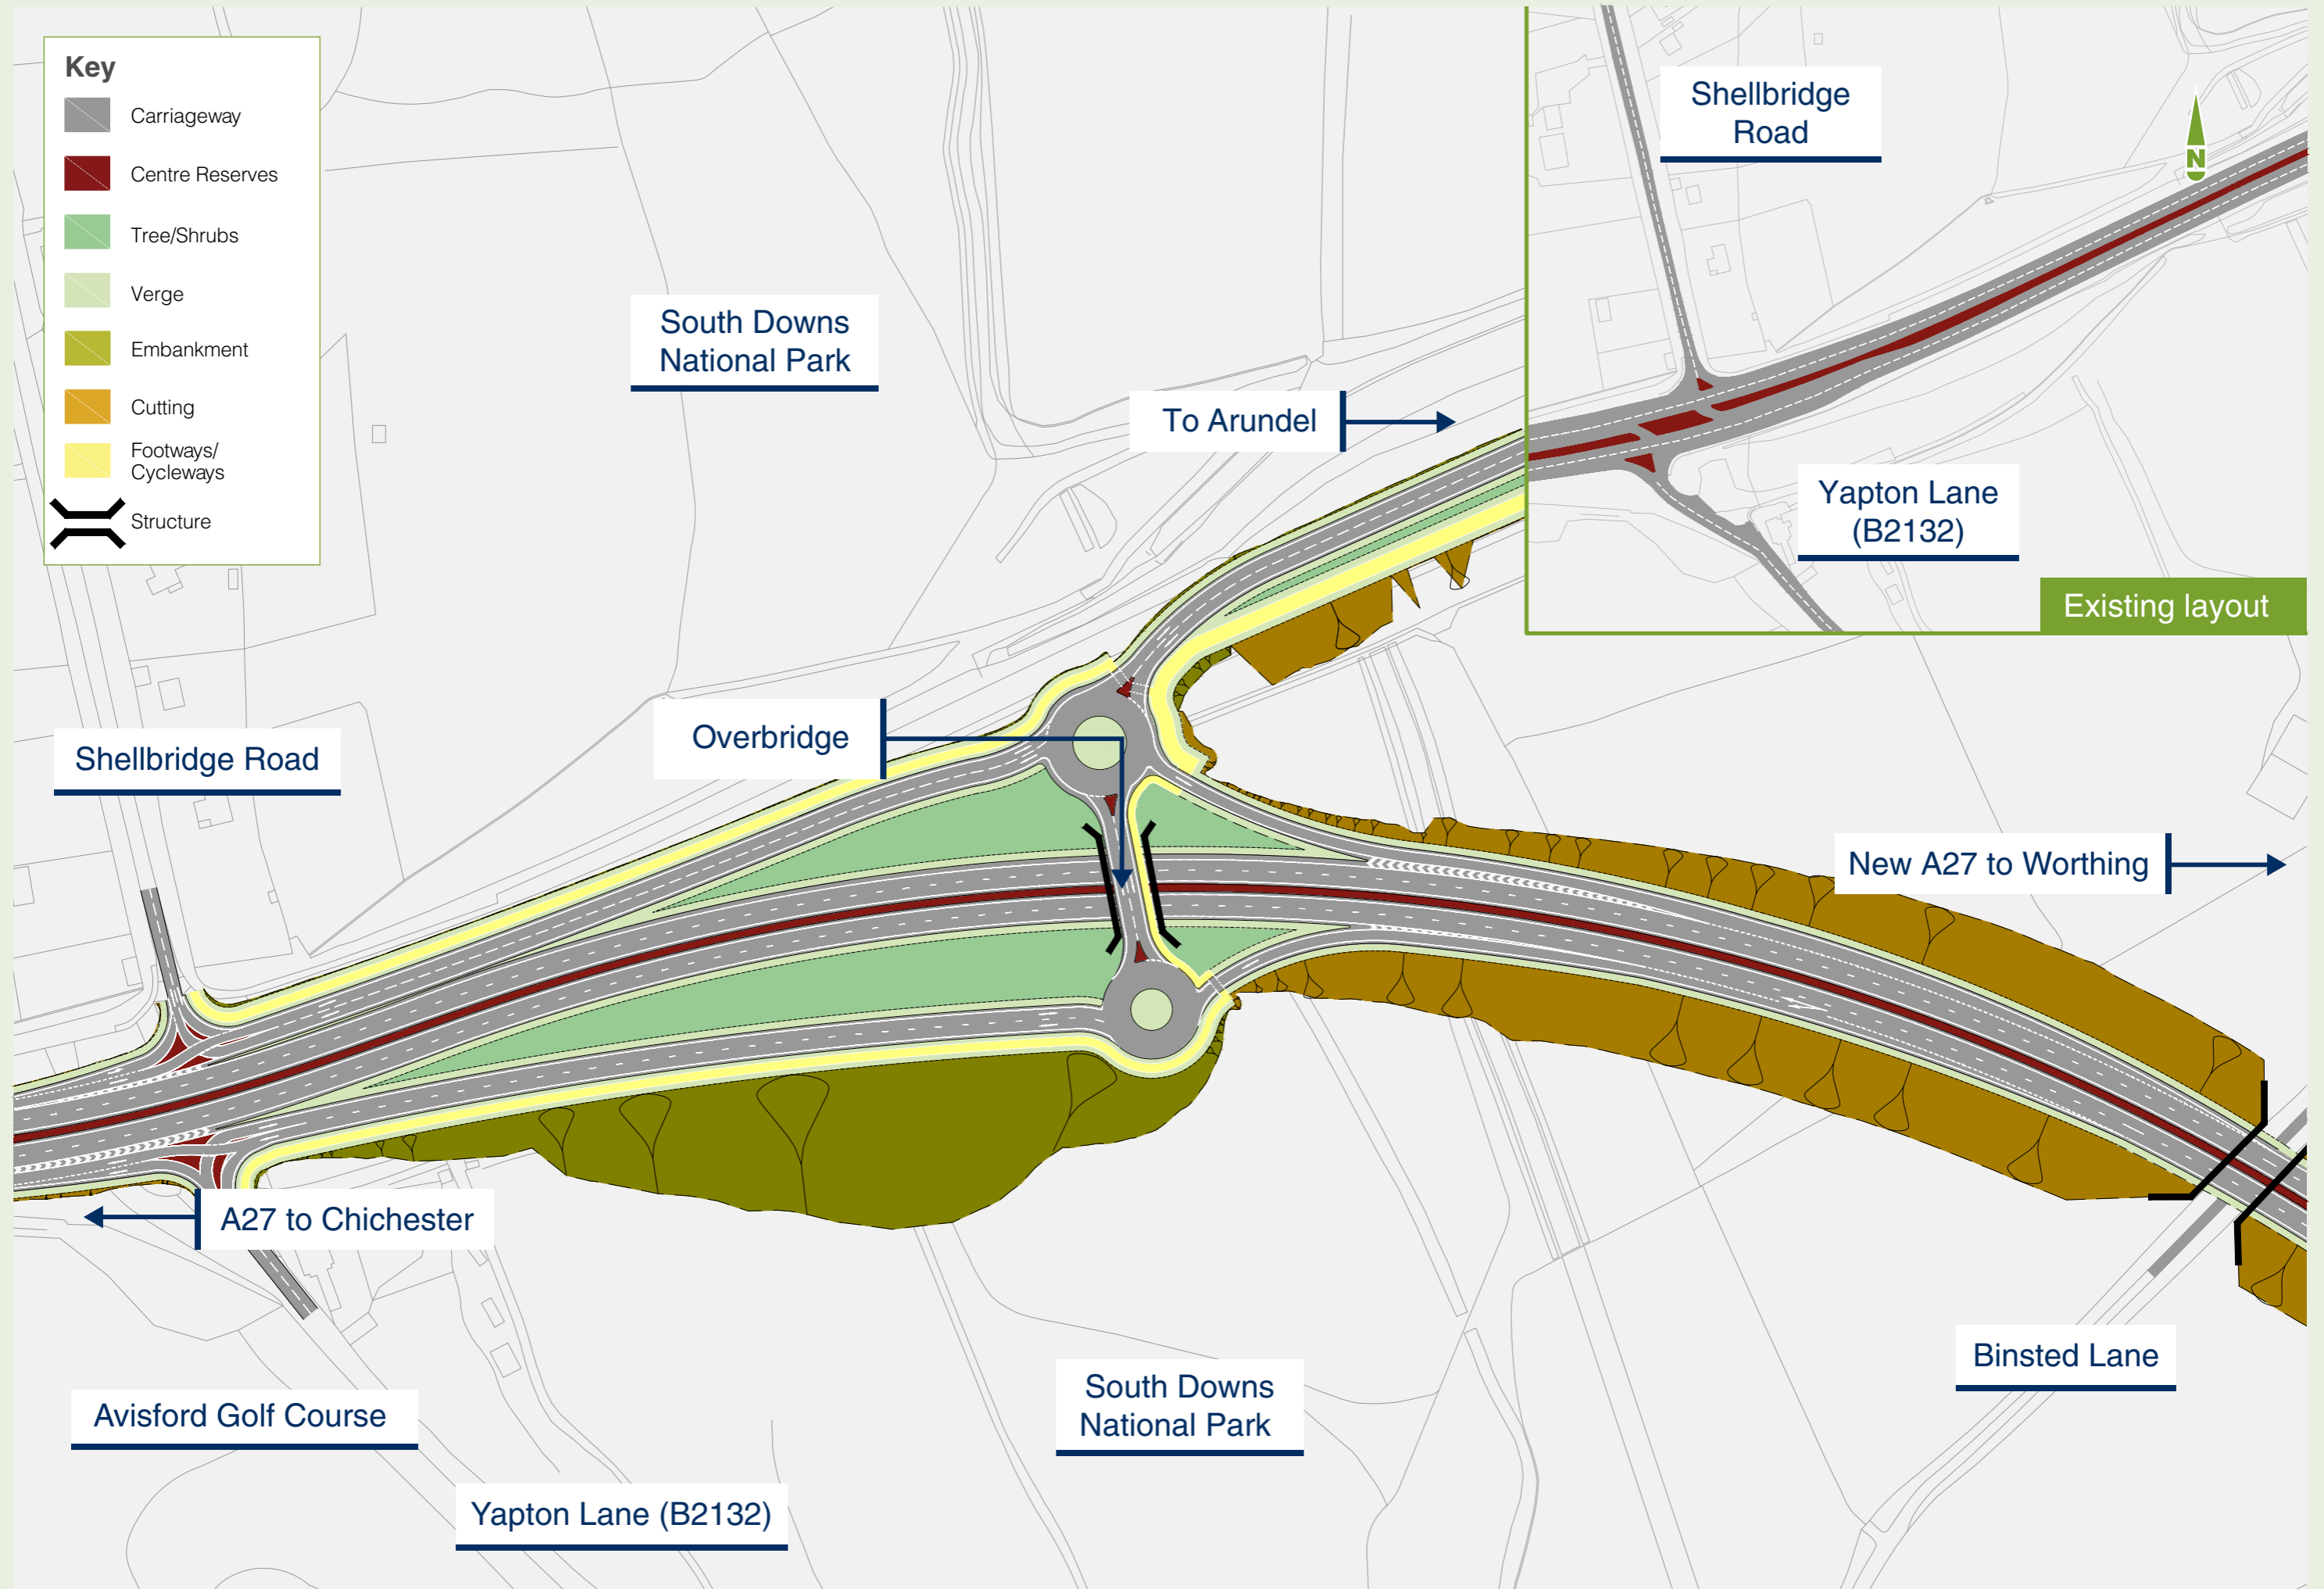 Key
Carriageway
Centre Reserves
Tree/Shrubs
Verge
Embankment
Cutting
Footways/
Cycleways
Structure
South Downs
National Park
To Arundel
Shellbridge
Road
N
Yapton Lane
(B2132)
Existing layout
Shellbridge Road
Overbridge
New A27 to Worthing
A27 to Chichester
Avisford Golf Course
Yapton Lane (B2132)
South Downs
National Park
Binsted Lane